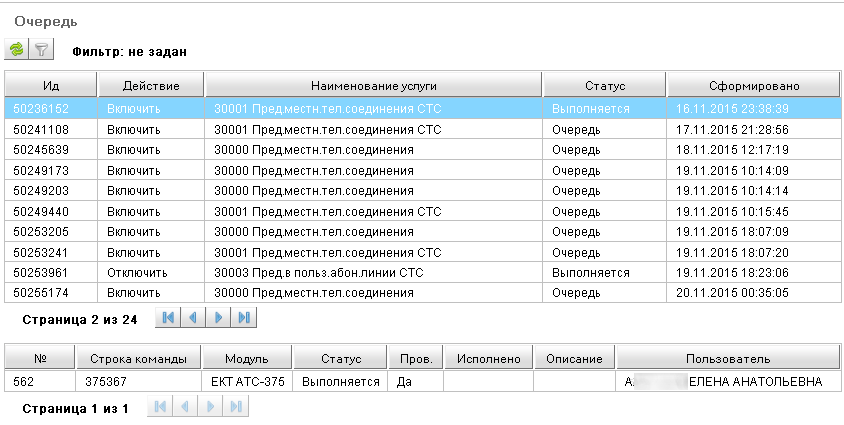 Очередь
Фильтр: не задан
Ид Действие Наименование услуги Статус Сформировано
50236152 Включить 30001 Пред.местн.тел.соединения СТС Выполняется 16.11.2015 23:38:39
50241108 Включить 30001 Пред.местн.тел.соединения СТС Очередь 17.11.2015 21:28:56
50245639 Включить 30000 Пред.местн.тел.соединения Очередь 18.11.2015 12:17:19
50249173 Включить 30000 Пред.местн.тел.соединения Очередь 19.11.2015 10:14:09
50249203 Включить 30000 Пред.местн.тел.соединения Очередь 19.11.2015 10:14:14
50249440 Включить 30001 Пред.местн.тел.соединения СТС Очередь 19.11.2015 10:15:45
50253205 Включить 30000 Пред.местн.тел.соединения Очередь 19.11.2015 18:07:09
50253241 Включить 30001 Пред.местн.тел.соединения СТС Очередь 19.11.2015 18:07:20
50253961 Отключить 30003 Пред.в польз.абон.линии СТС Выполняется 19.11.2015 18:23:06
50255174 Включить 30000 Пред.местн.тел.соединения Очередь 20.11.2015 00:35:05
Страница 2 из 24
№ Строка команды Модуль Статус Пров. Исполнено Описание Пользователь
562 375367 ЕКТ АТС-375 Выполняется Да ЕЛЕНА АНАТОЛЬЕВНА
Страница 1 из 1